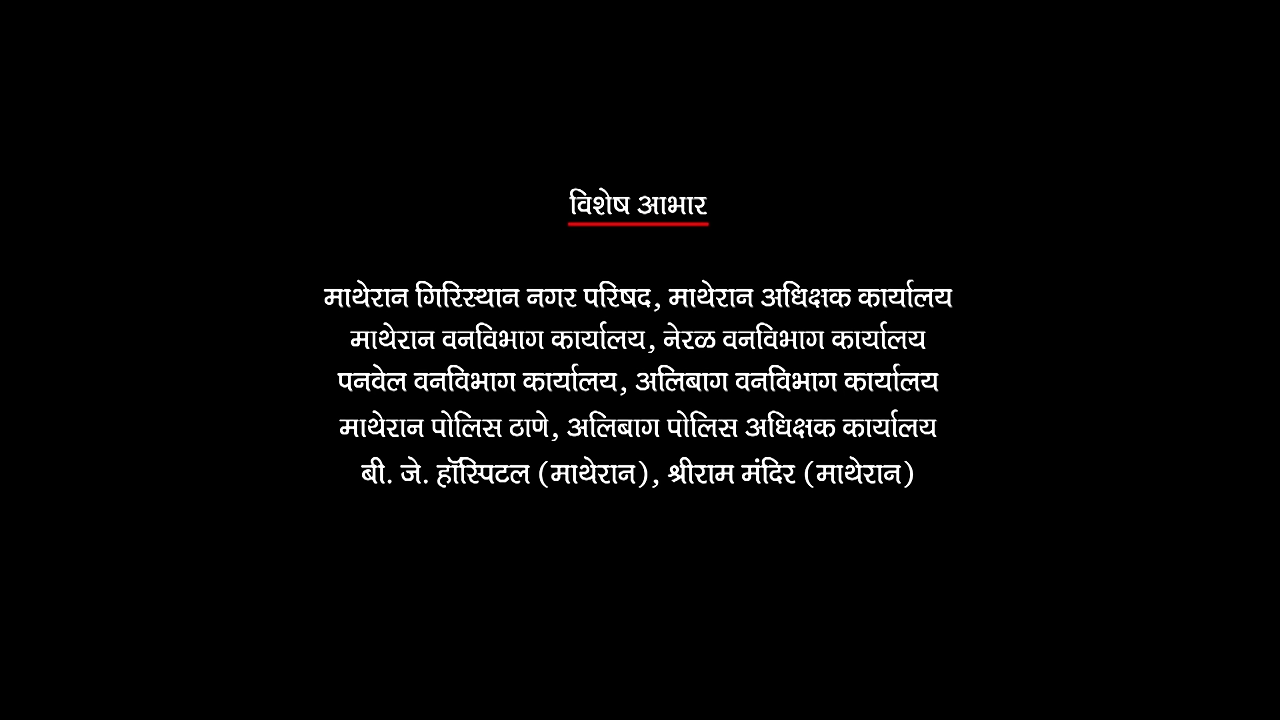 विशेष आभार
माथेरान गिरिस्थान नगर परिषद, माथेरान अधिक्षक कार्यालय
माथेरान वनविभाग कार्यालय, नेरळ वनविभाग कार्यालय
पनवेल वनविभाग कार्यालय, अलिबाग वनविभाग कार्यालय
माथेरान पोलिस ठाणे, अलिबाग पोलिस अधिक्षक कार्यालय
बी. जे. हॉस्पिटल (माथेरान), श्रीराम मंदिर (माथेरान)